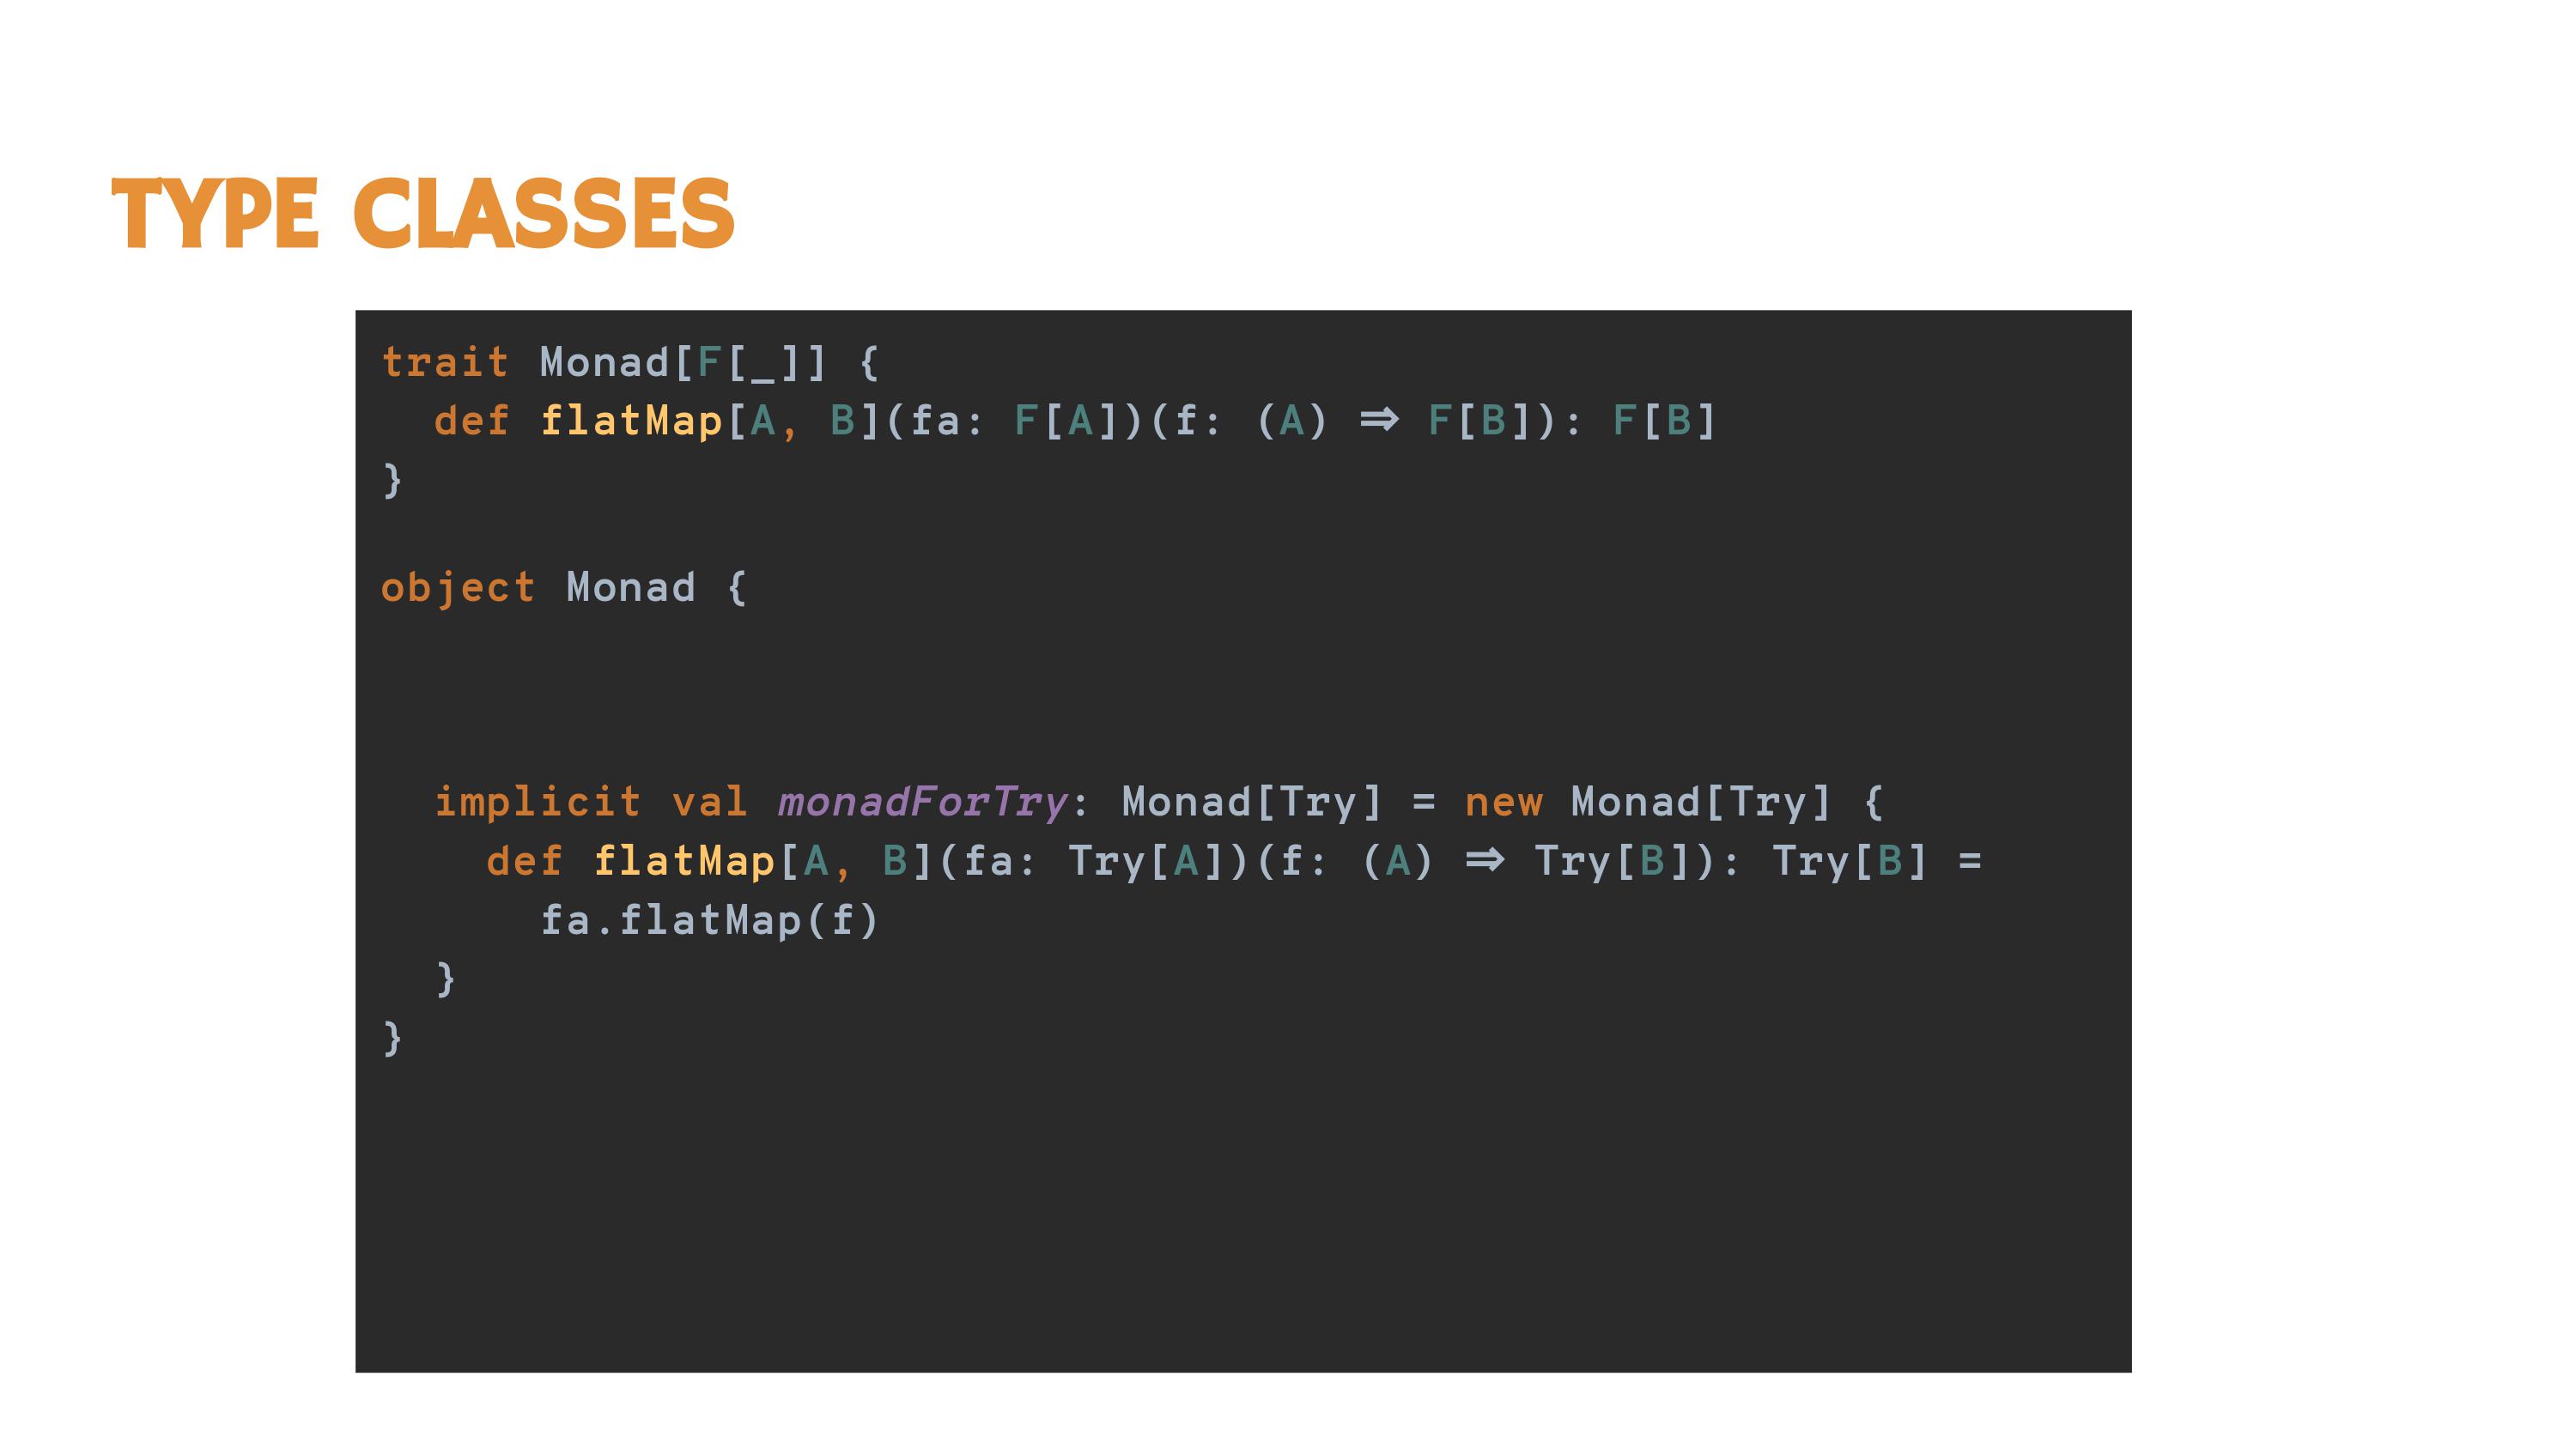 TYPE CLASSES
trait Monad[F[_]] {
  def flatMap[A, B](fa: F[A])(f: (A) ⇒ F[B]): F[B]
}
object Monad {
  implicit val monadForTry: Monad[Try] = new Monad[Try] {
    def flatMap[A, B](fa: Try[A])(f: (A) ⇒ Try[B]): Try[B] =
      fa.flatMap(f)
  }
}